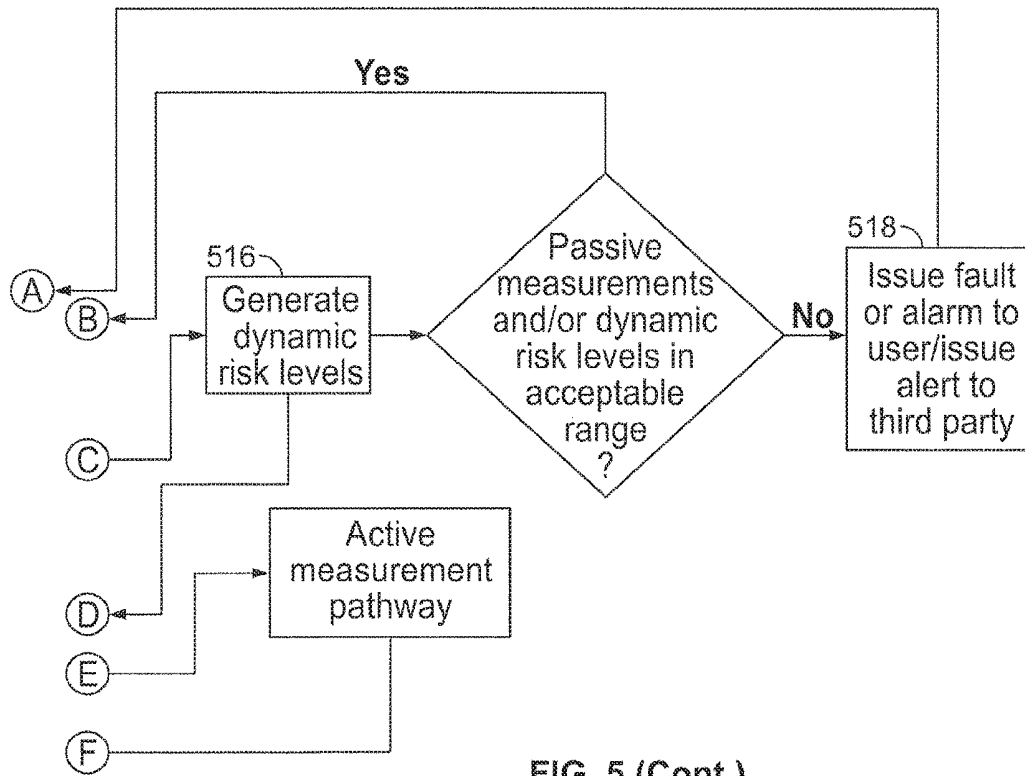 Yes
A
B
516
Generate
dynamic
risk levels
Passive
measurements
and/or dynamic
risk levels in
acceptable
range
?
No
518
Issue fault
or alarm to
user/issue
alert to
third party
C
Active
measurement
pathway
D
E
F
FIG. 5 (Cont.)